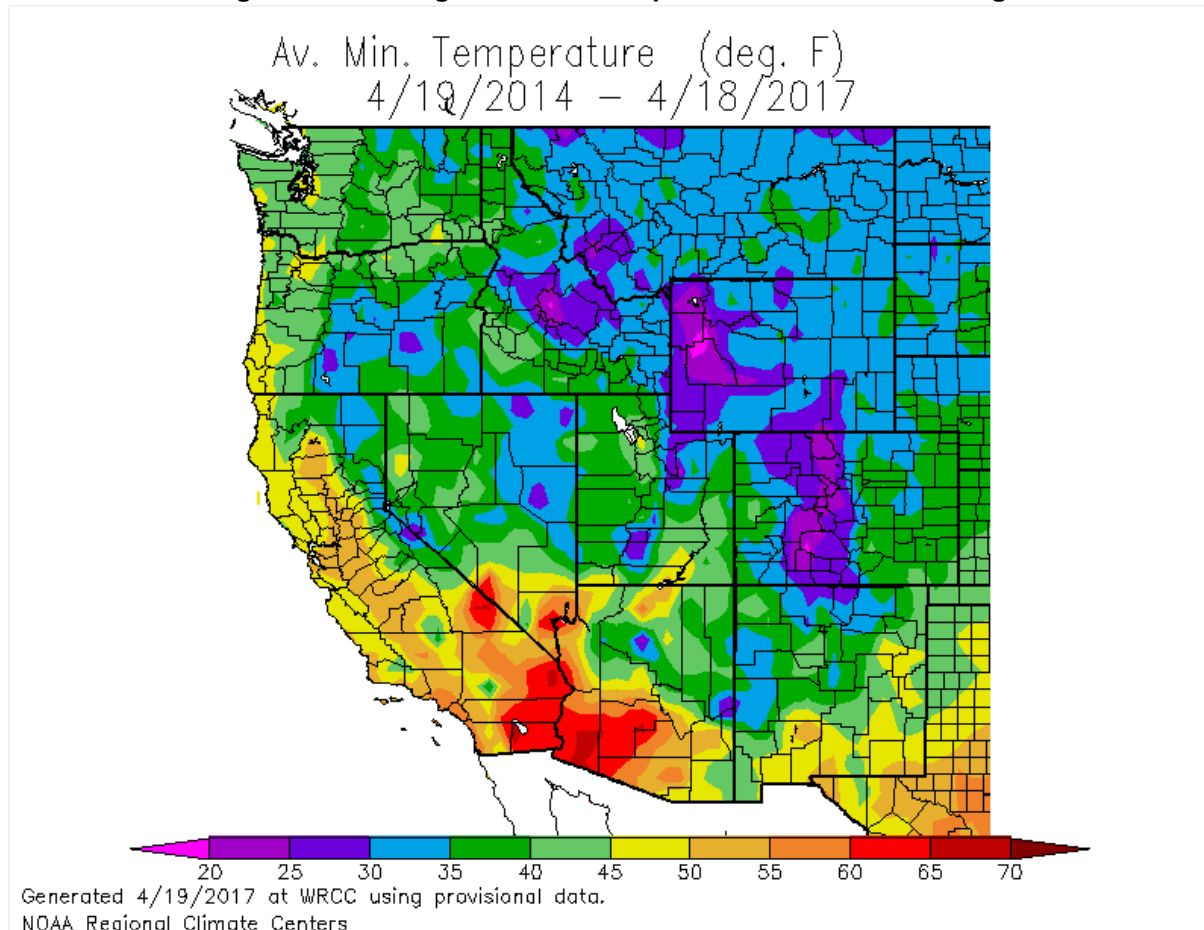 Av. Min. Temperature (deg. F)
4/19/2014 – 4/18/2017
20 25 30 35 40 45 50 55 60 65 70
Generated 4/19/2017 at WRCC using provisional data.
NOAA Regional Climate Centers